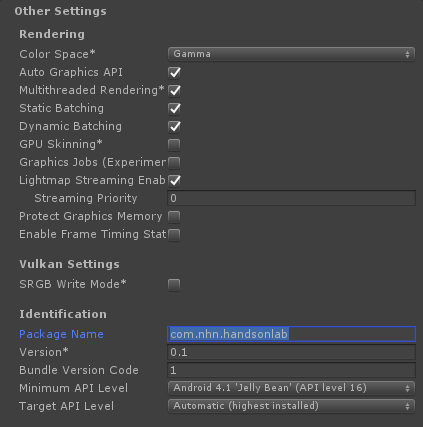 Other Settings
Rendering
Color Space* Gamma
Auto Graphics API
Multithreaded Rendering*
Static Batching
Dynamic Batching
GPU Skinning*
Graphics Jobs (Experimer
Lightmap Streaming Enab
Streaming Priority 0
Protect Graphics Memory
Enable Frame Timing Stat
Vulkan Settings
SRGB Write Mode*
Identification
Package Name com.nhn.handsonlab
Version* 0.1
Bundle Version Code 1
Minimum API Level Android 4.1 'Jelly Bean' (API level 16)
Target API Level Automatic (highest installed)